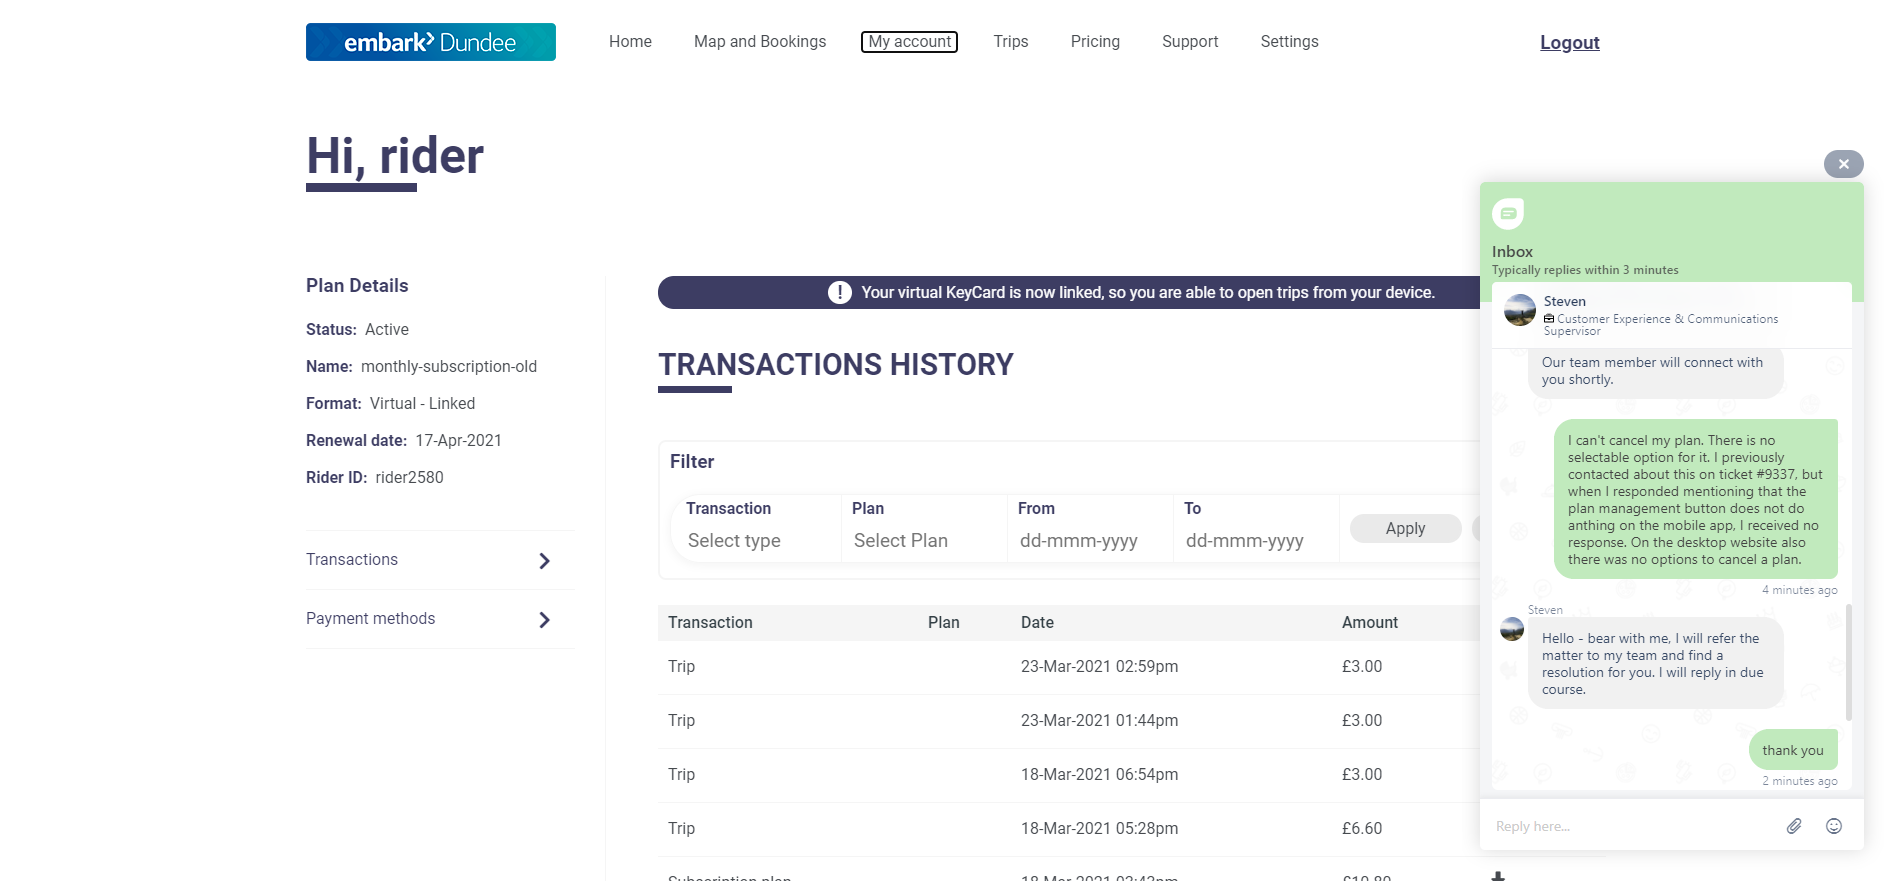 embark Dundee
Home
Map and Bookings
My account
Trips
Pricing
Support
Settings
Logout
Hi, rider
Plan Details
Status: Active
Name: monthly-subscription-old
Format: Virtual - Linked
Renewal date: 17-Apr-2021
Rider ID: rider2580
Transactions
Payment methods
! Your virtual KeyCard is now linked, so you are able to open trips from your device.
TRANSACTIONS HISTORY
Filter
Transaction Plan From To
Select type Select Plan dd-mmm-yyyy dd-mmm-yyyy
Apply
Transaction Plan Date Amount
Trip 23-Mar-2021 02:59pm £3.00
Trip 23-Mar-2021 01:44pm £3.00
Trip 18-Mar-2021 06:54pm £3.00
Trip 18-Mar-2021 05:28pm £6.60
Inbox
Typically replies within 3 minutes
Steven
Customer Experience & Communications
Supervisor
Our team member will connect with
you shortly.
I can't cancel my plan. There is no
selectable option for it. I previously
contacted about this on ticket #9337, but
when I responded mentioning that the
plan management button does not do
anthing on the mobile app, I received no
response. On the desktop website also
there was no options to cancel a plan.
4 minutes ago
Steven
Hello - bear with me, I will refer the
matter to my team and find a
resolution for you. I will reply in due
course.
thank you
2 minutes ago
Reply here...